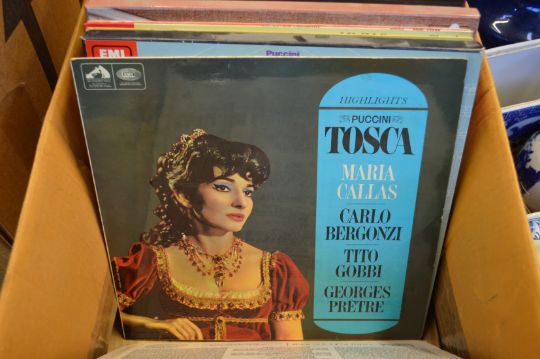 EMI
Puccini
HIGHLIGHTS
PUCCINI
TOSCA
MARIA
CALLAS
CARLO
BERGONZI
TITO
GOBBI
GEORGES
PRETRE